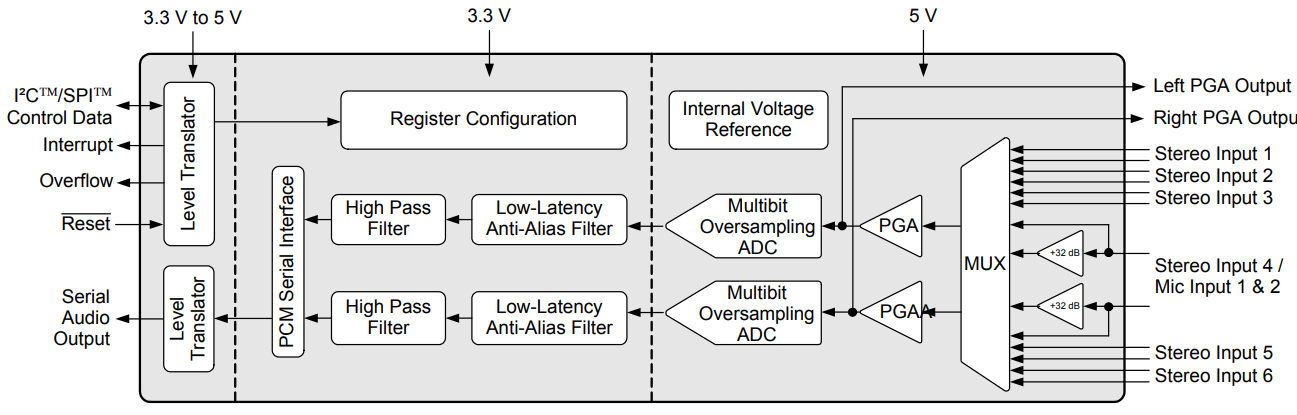 3.3 V to 5 V
3.3 V
5 V
I²C™/SPI™
Control Data
Interrupt
Overflow
Reset
Serial
Audio
Output
Level Translator
Level
Translator
Register Configuration
PCM Serial Interface
High Pass
Filter
Low-Latency
Anti-Alias Filter
High Pass
Filter
Low-Latency
Anti-Alias Filter
Internal Voltage
Reference
Multibit
Oversampling
ADC
Multibit
Oversampling
ADC
PGA
PGAA
MUX
+32 dB
+32 dB
Left PGA Output
Right PGA Outpu
Stereo Input 1
Stereo Input 2
Stereo Input 3
Stereo Input 4 /
Mic Input 1 & 2
Stereo Input 5
Stereo Input 6